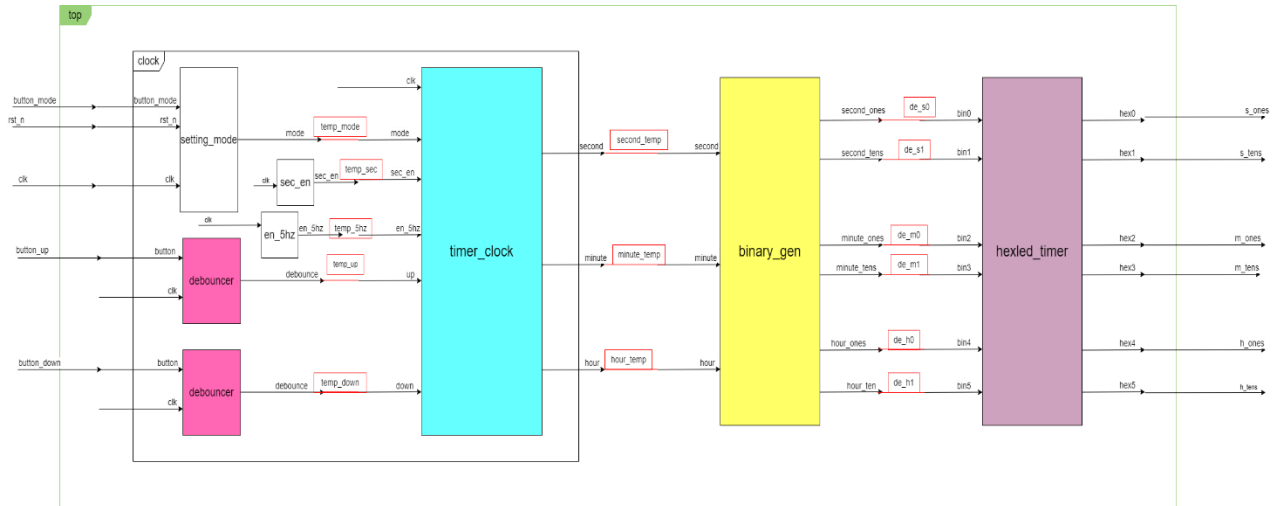 top
clock
button_mode
button_mode
rst_n
rst_n
clk
clk
setting_mode
mode
temp_mode
mode
clk
clk
sec_en
sec_en
temp_sec
sec_en
clk
en_5hz
en_5hz
temp_5hz
en_5hz
button_up
button
clk
debouncer
debounce
temp_up
up
button_down
button
clk
debouncer
debounce
temp_down
down
timer_clock
second
second_temp
second
minute
minute_temp
minute
hour
hour_temp
hour
binary_gen
second_ones
de_s0
bin0
second_tens
de_s1
bin1
minute_ones
de_m0
bin2
minute_tens
de_m1
bin3
hour_ones
de_h0
bin4
hour_ten
de_h1
bin5
hexled_timer
hex0
s_ones
hex1
s_tens
hex2
m_ones
hex3
m_tens
hex4
h_ones
hex5
h_tens